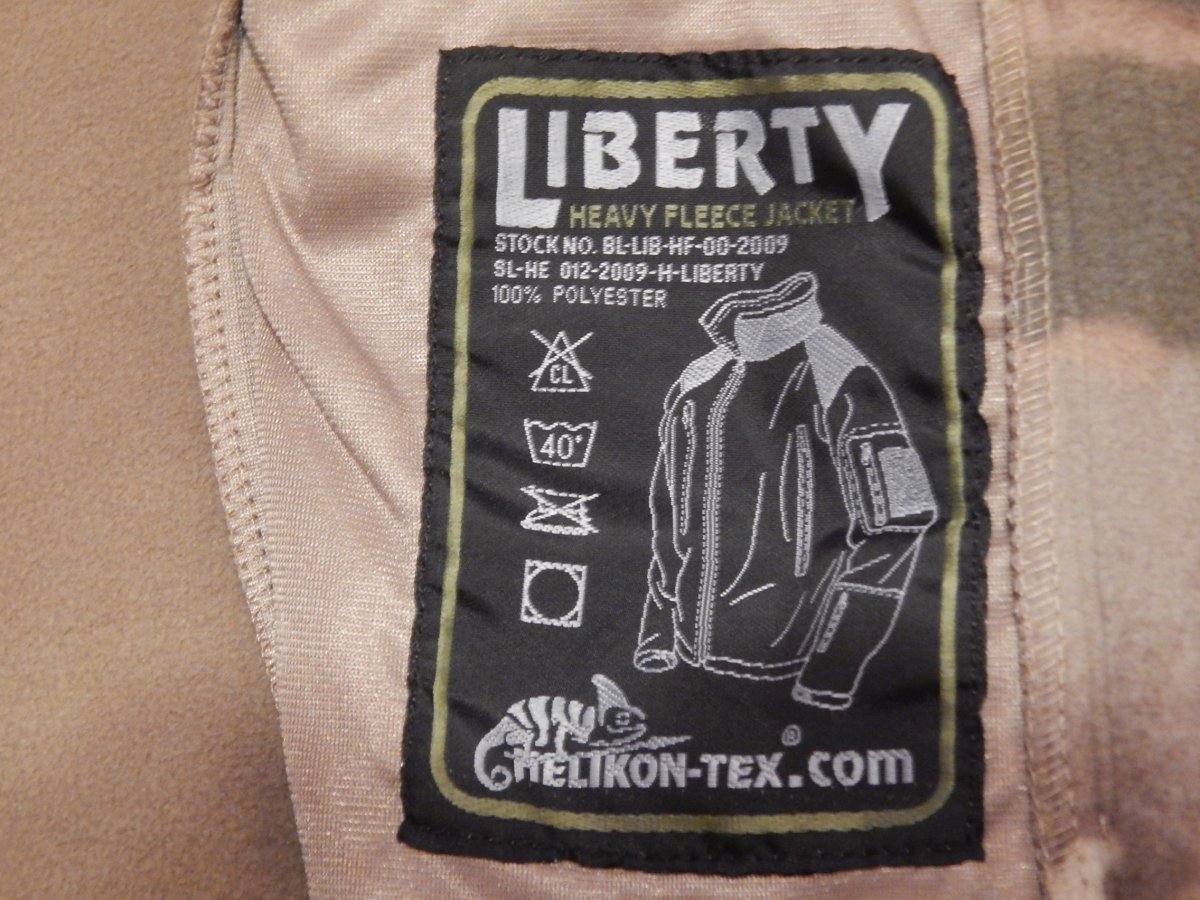 LIBERTY
HEAVY FLEECE JACKET
STOCK NO. BL-LIB-HF-00-2009
SL-HE 012-2009-H-LIBERTY
100% POLYESTER
CL
40°
HELIKON-TEX.com
®